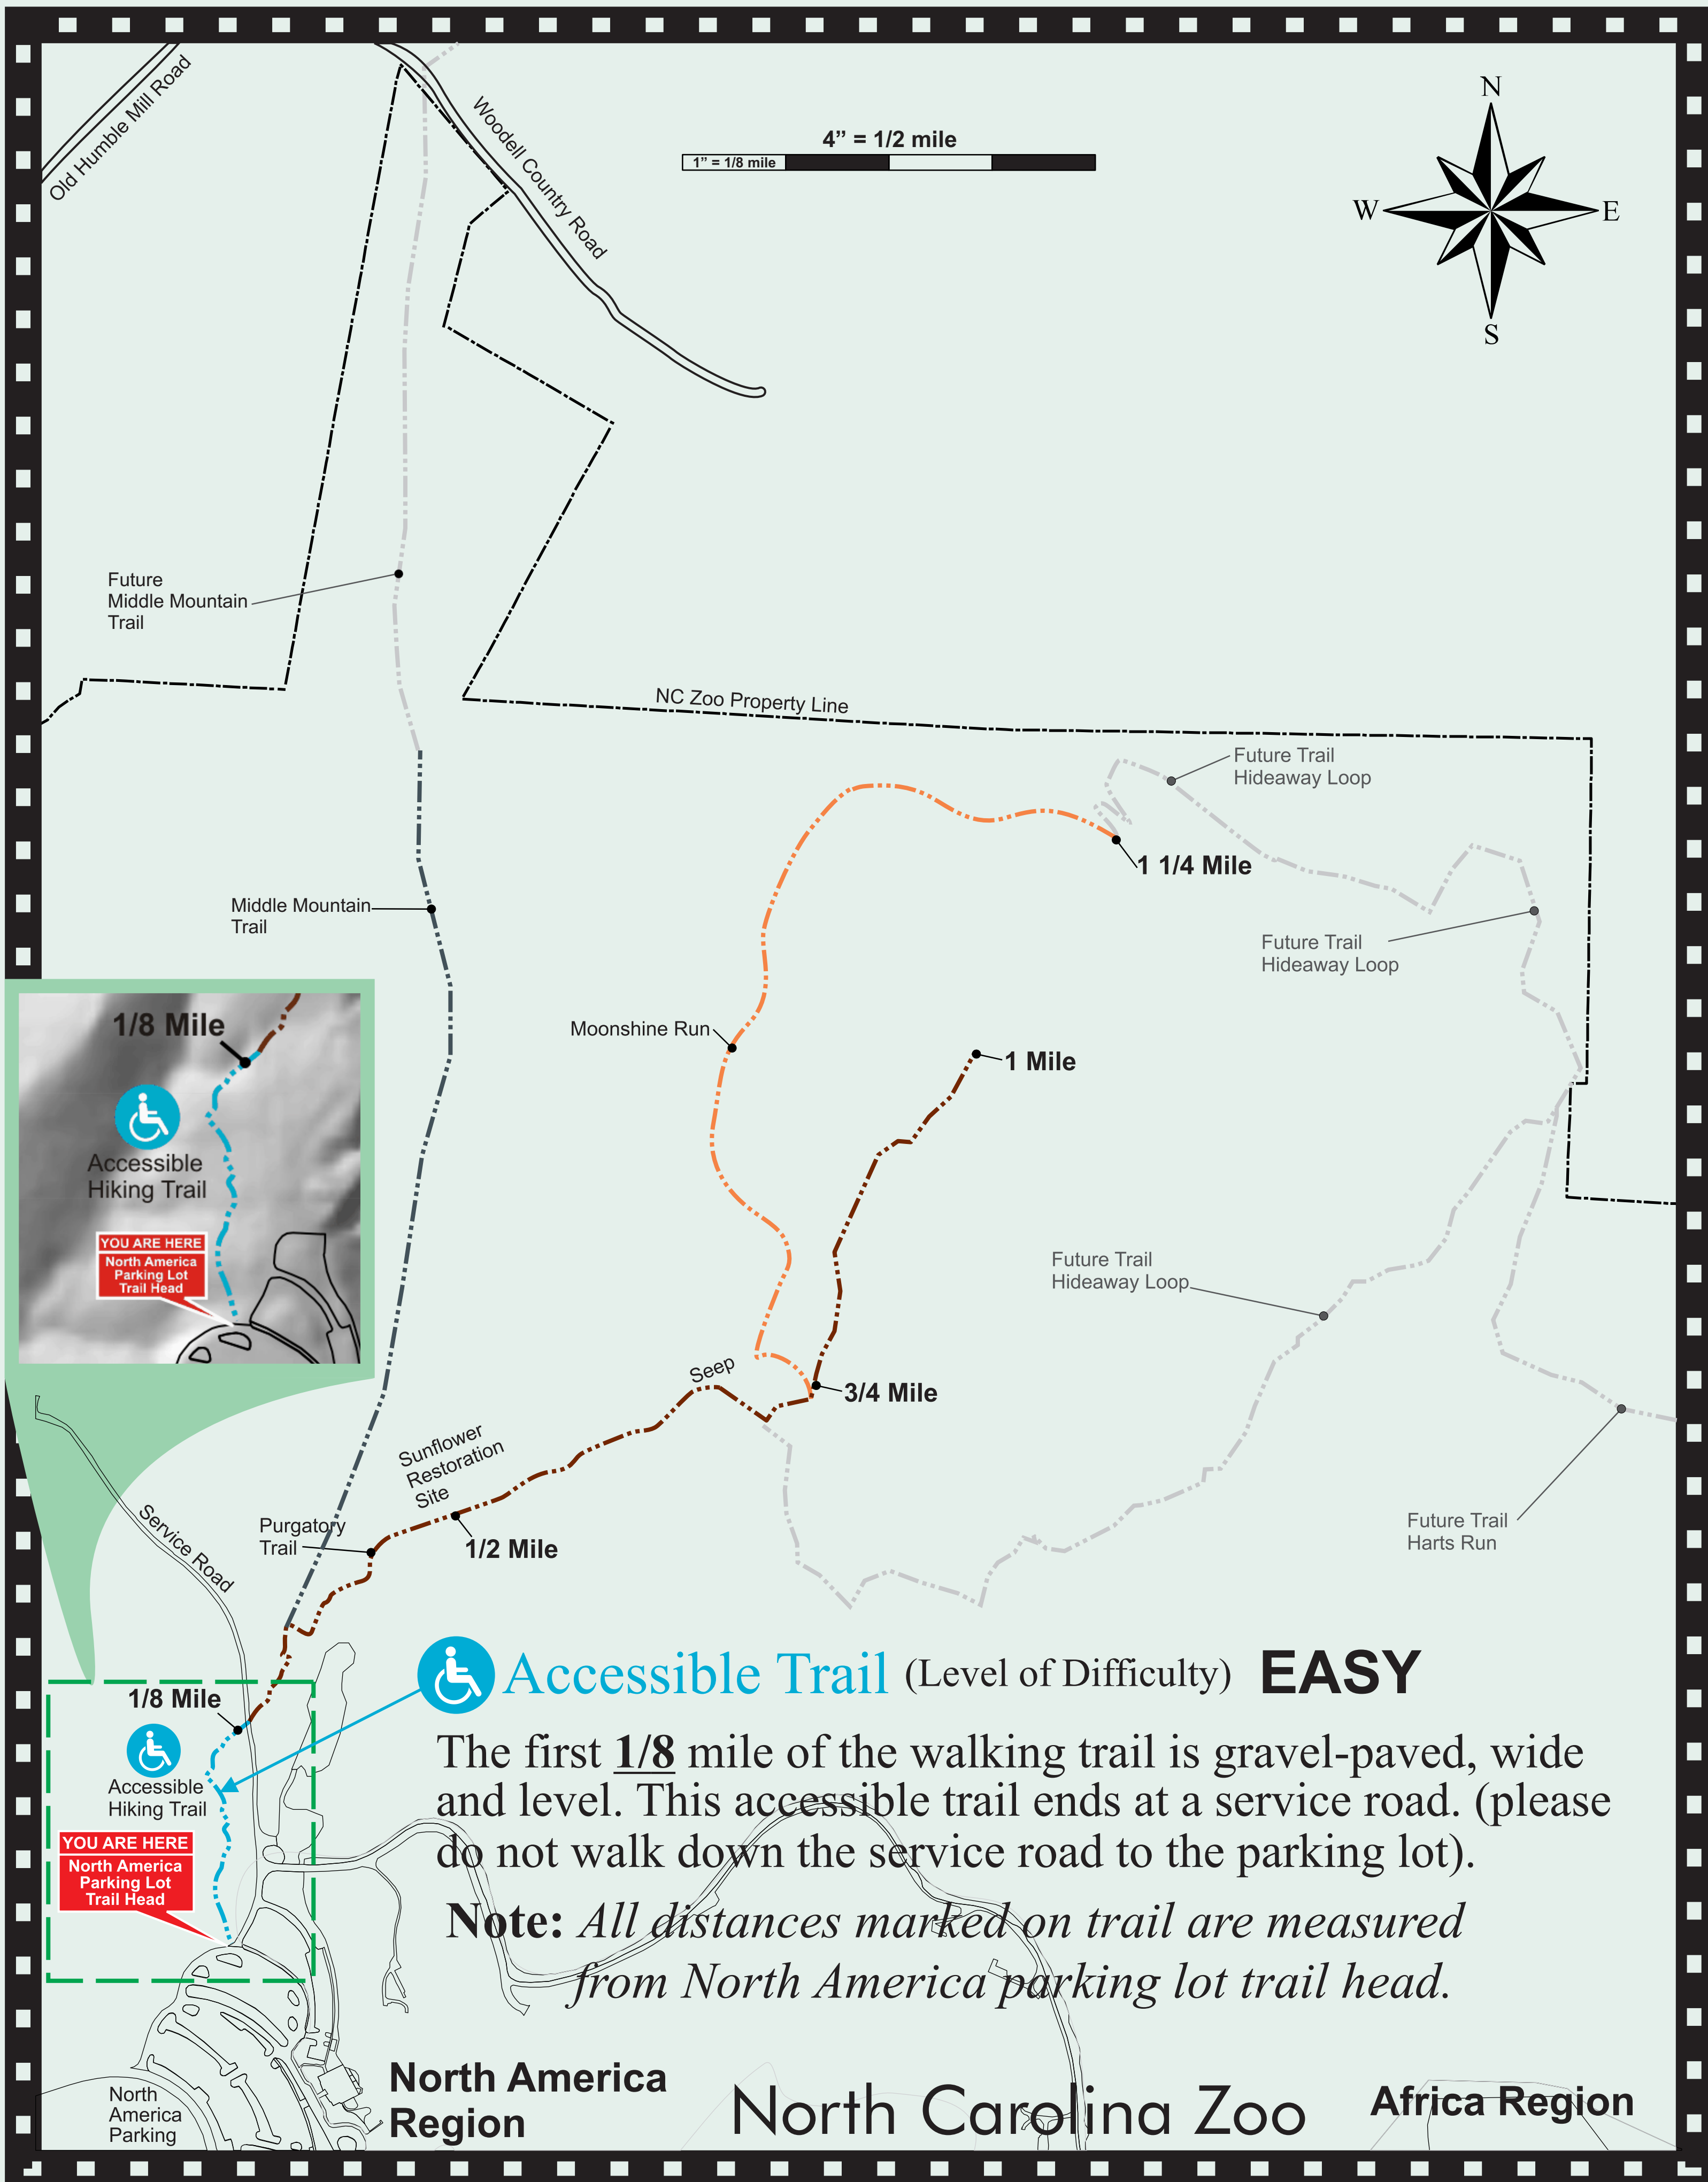 Old Humble Mill Road
Woodell Country Road
4” = 1/2 mile
1” = 1/8 mile
N
W
E
S
Future
Middle Mountain
Trail
NC Zoo Property Line
Future Trail
Hideaway Loop
1 1/4 Mile
Middle Mountain
Trail
Future Trail
Hideaway Loop
Moonshine Run
1 Mile
1/8 Mile
Accessible
Hiking Trail
YOU ARE HERE
North America
Parking Lot
Trail Head
Future Trail
Hideaway Loop
Seep
3/4 Mile
Sunflower
Restoration
Site
Service Road
Purgatory
Trail
1/2 Mile
Future Trail
Harts Run
Accessible Trail (Level of Difficulty) EASY
1/8 Mile
Accessible
Hiking Trail
YOU ARE HERE
North America
Parking Lot
Trail Head
The first 1/8 mile of the walking trail is gravel-paved, wide
and level. This accessible trail ends at a service road. (please
do not walk down the service road to the parking lot).
Note: All distances marked on trail are measured
from North America parking lot trail head.
North America
Region
North
America
Parking
North Carolina Zoo
Africa Region